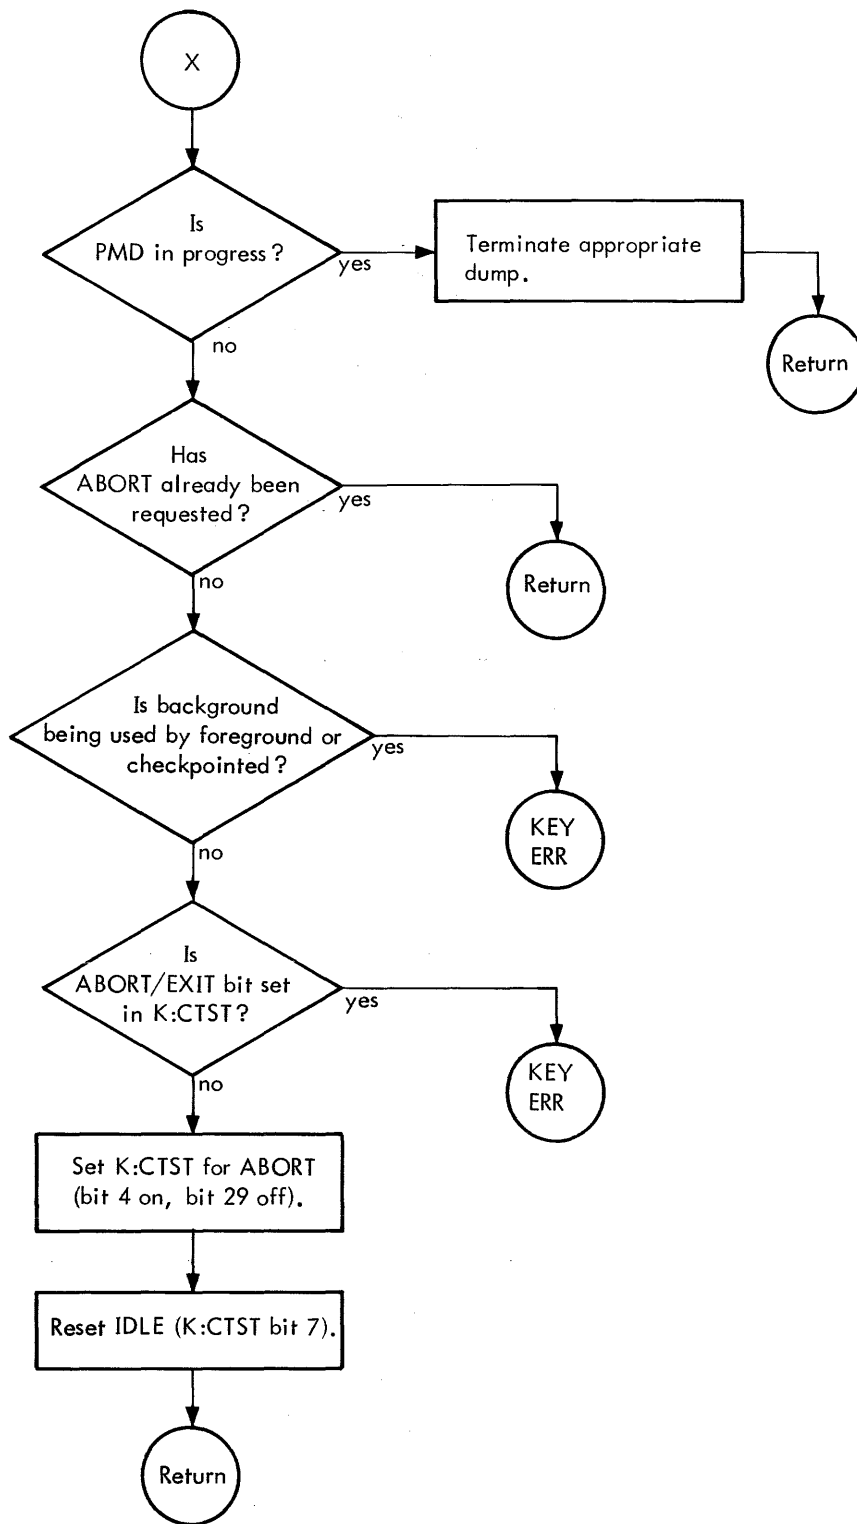 X
Is
PMD in progress?
yes
Terminate appropriate
dump.
Return
no
Has
ABORT already been
requested?
yes
Return
no
Is background
being used by foreground or
checkpointed?
yes
KEY
ERR
no
Is
ABORT/EXIT bit set
in K:CTST?
yes
KEY
ERR
no
Set K:CTST for ABORT
(bit 4 on, bit 29 off).
Reset IDLE (K:CTST bit 7).
Return